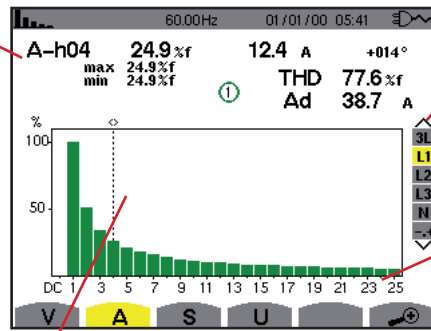 60.00Hz 01/01/00 05:41
A-h04 24.9 %f 12.4 A +014°
max 24.9%f
min 24.9%f
① THD 77.6 %f
Ad 38.7 A
%
100
50
3L
L1
L2
L3
N
-.+
DC 1 3 5 7 9 11 13 15 17 19 21 23 25
V A S U